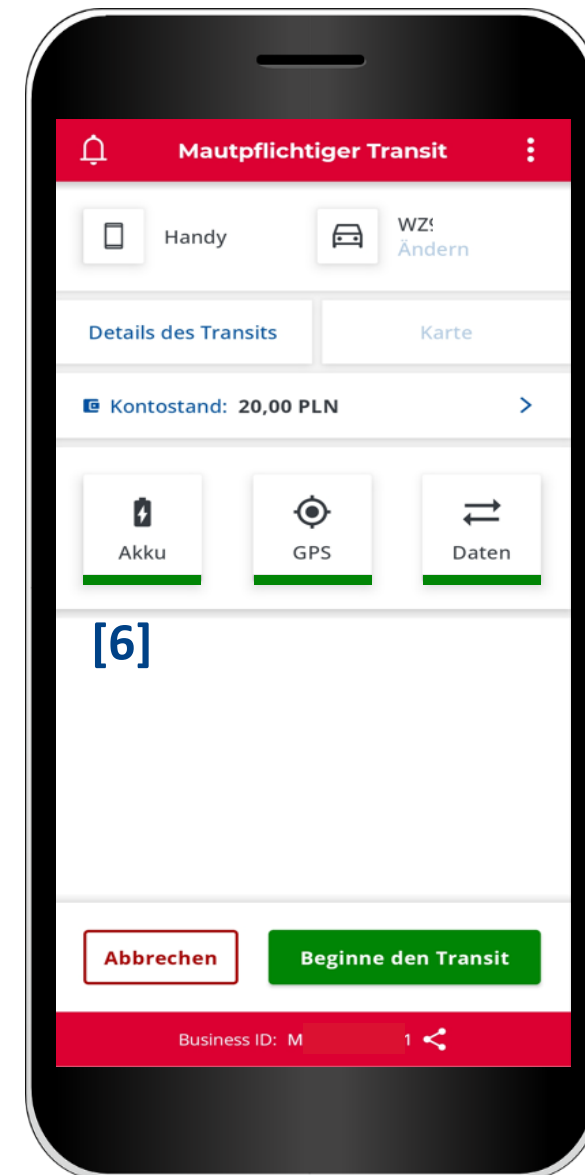 Mautpflichtiger Transit
Handy
WZ9
Ändern
Details des Transits
Karte
Kontostand: 20,00 PLN
Akku
GPS
Daten
[6]
Abbrechen
Beginne den Transit
Business ID: M 1